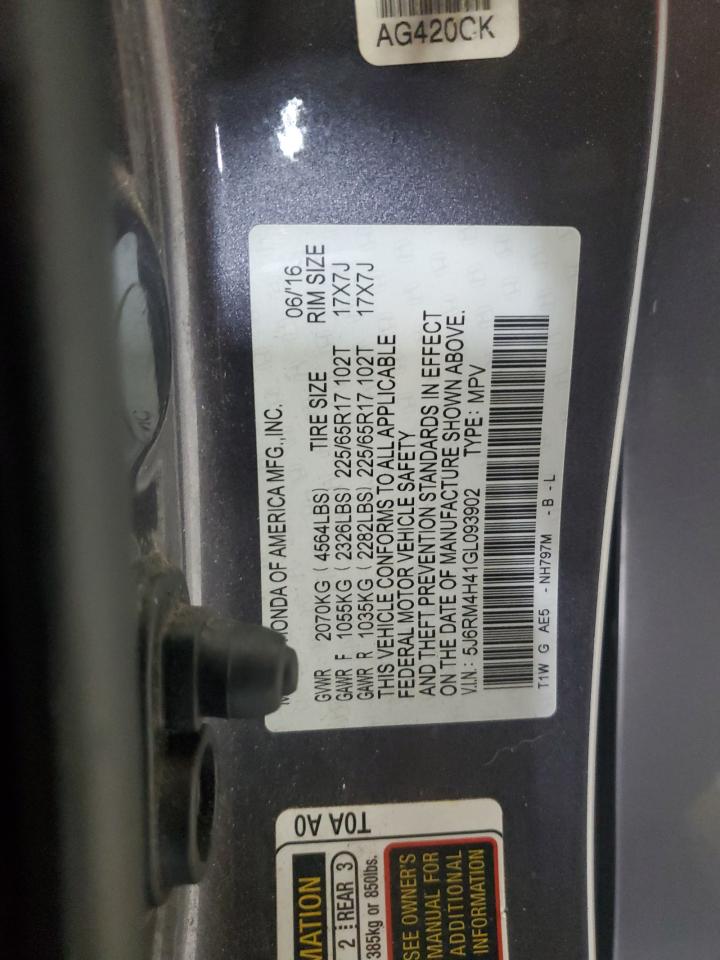 AG420CK
HONDA OF AMERICA MFG.,INC. 06/'16
GVWR 2070KG ( 4564LBS) TIRE SIZE RIM SIZE
GAWR F 1055KG ( 2326LBS) 225/65R17 102T 17X7J
GAWR R 1035KG ( 2282LBS) 225/65R17 102T 17X7J
THIS VEHICLE CONFORMS TO ALL APPLICABLE
FEDERAL MOTOR VEHICLE SAFETY
AND THEFT PREVENTION STANDARDS IN EFFECT
ON THE DATE OF MANUFACTURE SHOWN ABOVE.
V.I.N.: 5J6RM4H41GL093902 TYPE: MPV
T1W G AE5 - NH797M - B - L
T0A A0
2 REAR 3
385kg or 850lbs.
SEE OWNER'S
MANUAL FOR
ADDITIONAL
INFORMATION